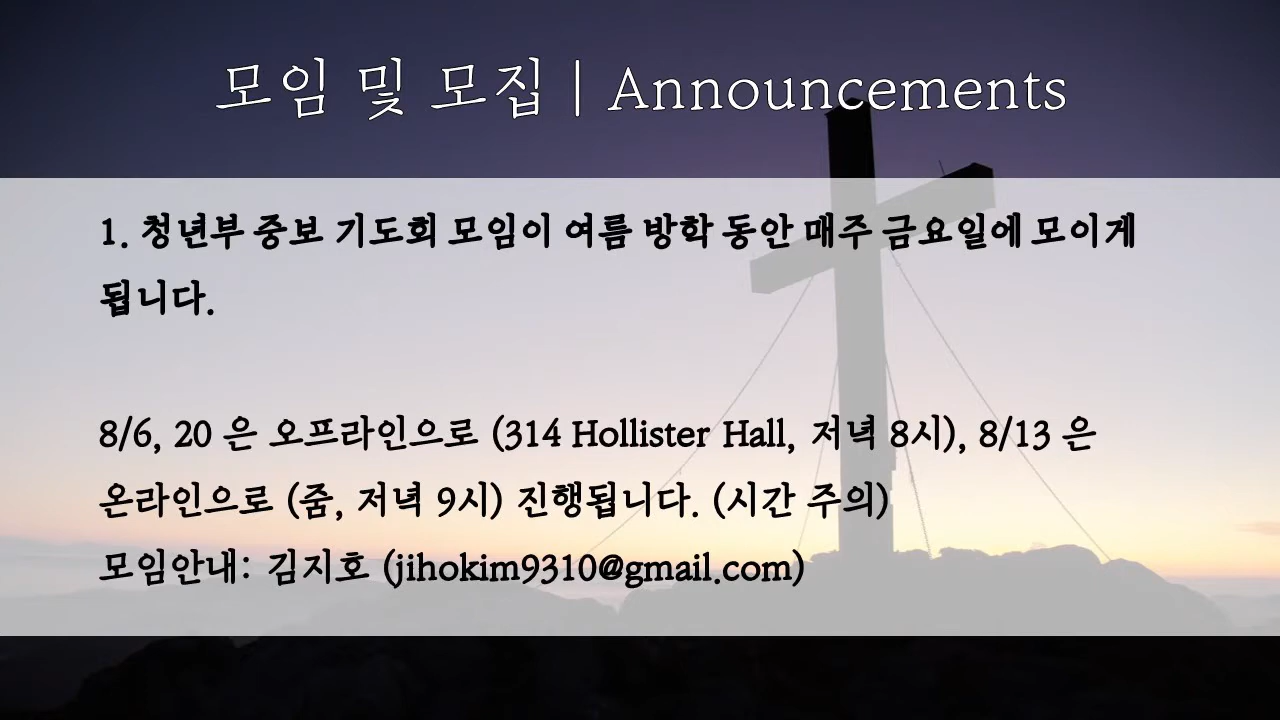 모임 및 모집 | Announcements
1. 청년부 중보 기도회 모임이 여름 방학 동안 매주 금요일에 모이게
됩니다.
8/6, 20 은 오프라인으로 (314 Hollister Hall, 저녁 8시), 8/13 은
온라인으로 (줌, 저녁 9시) 진행됩니다. (시간 주의)
모임안내: 김지호 (jihokim9310@gmail.com)